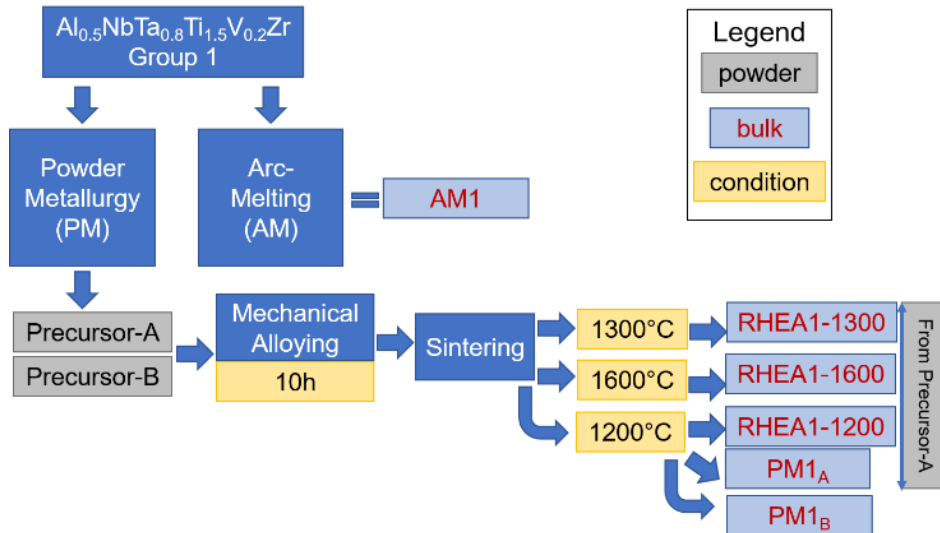 Al₀.₅NbTa₀.₈Ti₁.₅V₀.₂Zr
Group 1
Legend
powder
bulk
condition
Powder
Metallurgy
(PM)
Arc-
Melting
(AM)
AM1
Precursor-A
Precursor-B
Mechanical
Alloying
10h
Sintering
1300°C
1600°C
1200°C
RHEA1-1300
RHEA1-1600
RHEA1-1200
PM1A
PM1B
From Precursor-A